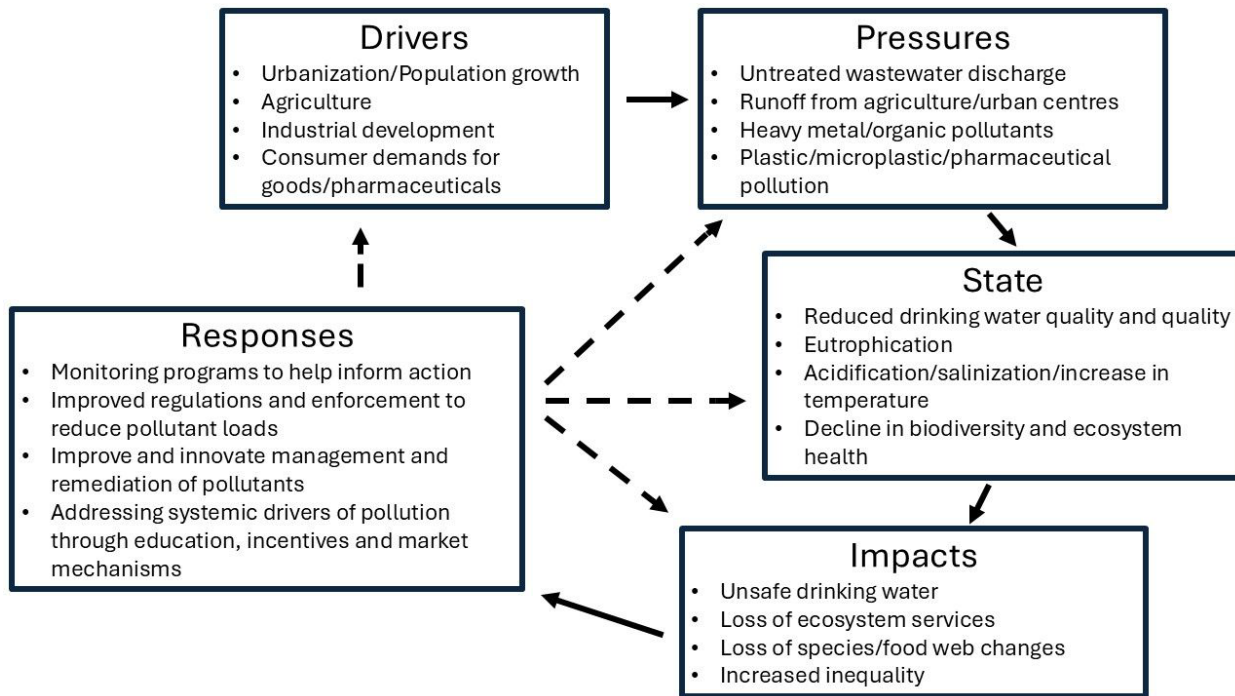 Drivers
• Urbanization/Population growth
• Agriculture
• Industrial development
• Consumer demands for
goods/pharmaceuticals
Pressures
• Untreated wastewater discharge
• Runoff from agriculture/urban centres
• Heavy metal/organic pollutants
• Plastic/microplastic/pharmaceutical
pollution
State
• Reduced drinking water quality and quality
• Eutrophication
• Acidification/salinization/increase in
temperature
• Decline in biodiversity and ecosystem
health
Impacts
• Unsafe drinking water
• Loss of ecosystem services
• Loss of species/food web changes
• Increased inequality
Responses
• Monitoring programs to help inform action
• Improved regulations and enforcement to
reduce pollutant loads
• Improve and innovate management and
remediation of pollutants
• Addressing systemic drivers of pollution
through education, incentives and market
mechanisms